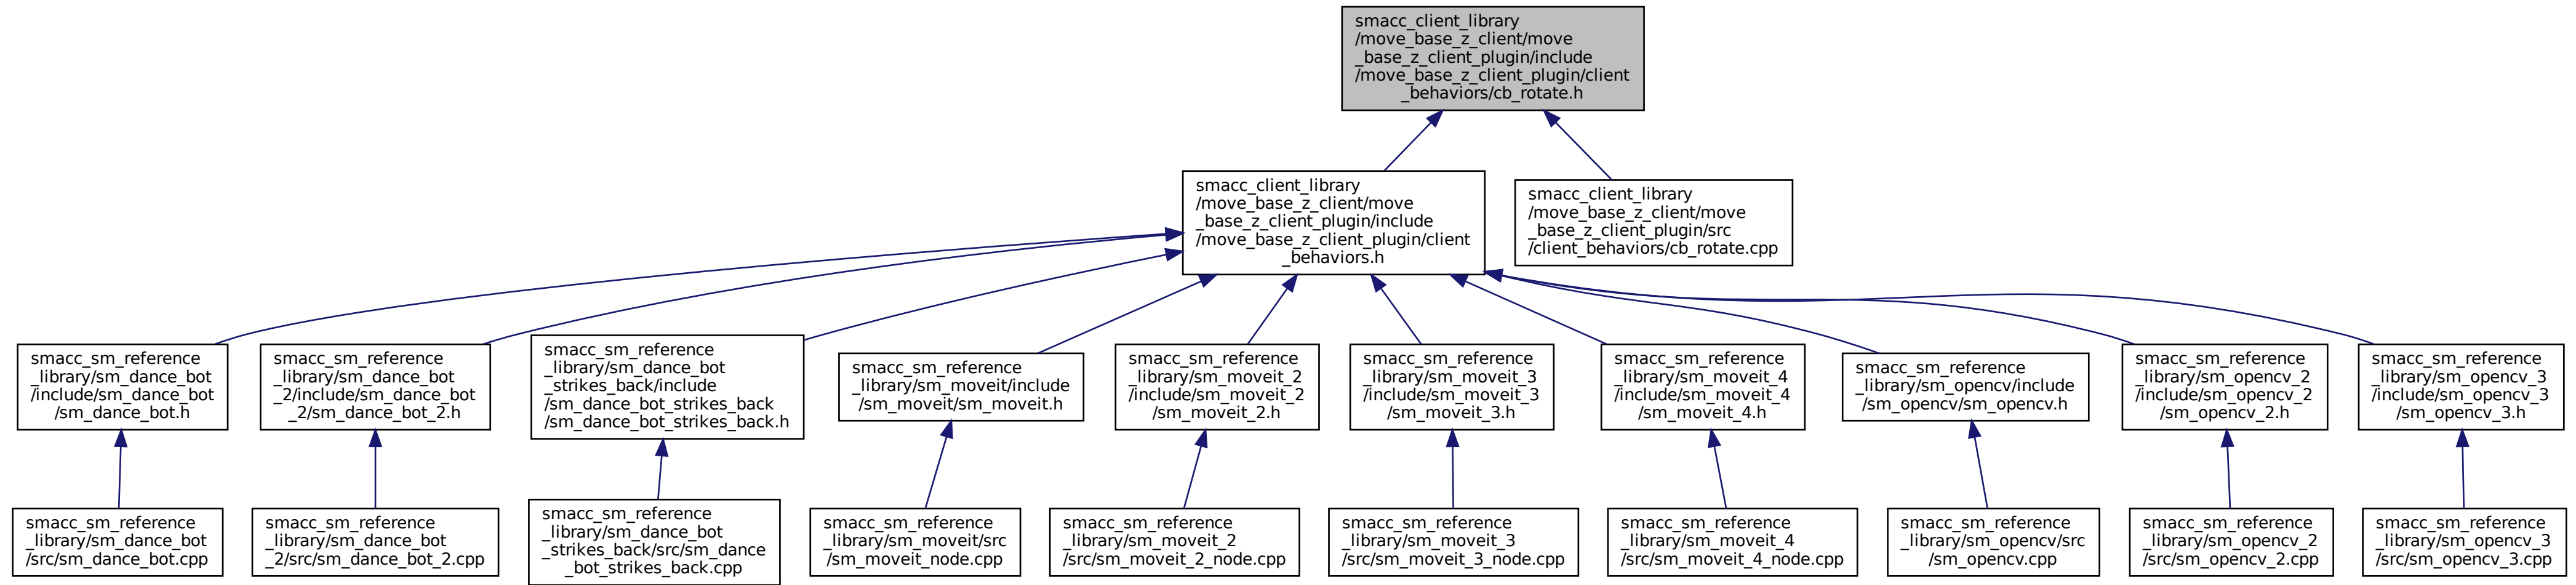 smacc_client_library
/move_base_z_client/move
_base_z_client_plugin/include
/move_base_z_client_plugin/client
_behaviors/cb_rotate.h
smacc_client_library
/move_base_z_client/move
_base_z_client_plugin/include
/move_base_z_client_plugin/client
_behaviors.h
smacc_client_library
/move_base_z_client/move
_base_z_client_plugin/src
/client_behaviors/cb_rotate.cpp
smacc_sm_reference
_library/sm_dance_bot
/include/sm_dance_bot
/sm_dance_bot.h
smacc_sm_reference
_library/sm_dance_bot
_2/include/sm_dance_bot
_2/sm_dance_bot_2.h
smacc_sm_reference
_library/sm_dance_bot
_strikes_back/include
/sm_dance_bot_strikes_back
/sm_dance_bot_strikes_back.h
smacc_sm_reference
_library/sm_moveit/include
/sm_moveit/sm_moveit.h
smacc_sm_reference
_library/sm_moveit_2
/include/sm_moveit_2
/sm_moveit_2.h
smacc_sm_reference
_library/sm_moveit_3
/include/sm_moveit_3
/sm_moveit_3.h
smacc_sm_reference
_library/sm_moveit_4
/include/sm_moveit_4
/sm_moveit_4.h
smacc_sm_reference
_library/sm_opencv/include
/sm_opencv/sm_opencv.h
smacc_sm_reference
_library/sm_opencv_2
/include/sm_opencv_2
/sm_opencv_2.h
smacc_sm_reference
_library/sm_opencv_3
/include/sm_opencv_3
/sm_opencv_3.h
smacc_sm_reference
_library/sm_dance_bot
/src/sm_dance_bot.cpp
smacc_sm_reference
_library/sm_dance_bot
_2/src/sm_dance_bot_2.cpp
smacc_sm_reference
_library/sm_dance_bot
_strikes_back/src/sm_dance
_bot_strikes_back.cpp
smacc_sm_reference
_library/sm_moveit/src
/sm_moveit_node.cpp
smacc_sm_reference
_library/sm_moveit_2
/src/sm_moveit_2_node.cpp
smacc_sm_reference
_library/sm_moveit_3
/src/sm_moveit_3_node.cpp
smacc_sm_reference
_library/sm_moveit_4
/src/sm_moveit_4_node.cpp
smacc_sm_reference
_library/sm_opencv/src
/sm_opencv.cpp
smacc_sm_reference
_library/sm_opencv_2
/src/sm_opencv_2.cpp
smacc_sm_reference
_library/sm_opencv_3
/src/sm_opencv_3.cpp